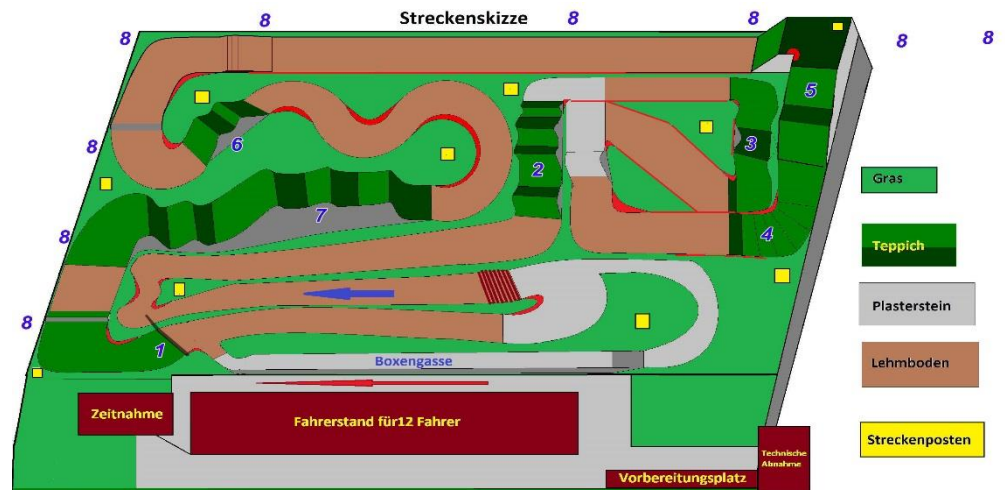 Streckenskizze
8
8
8
8
8
8
8
8
8
8
5
6
2
3
7
4
1
Gras
Teppich
Plasterstein
Lehmboden
Streckenposten
Boxengasse
Zeitnahme
Fahrerstand für12 Fahrer
Technische
Abnahme
Vorbereitungsplatz